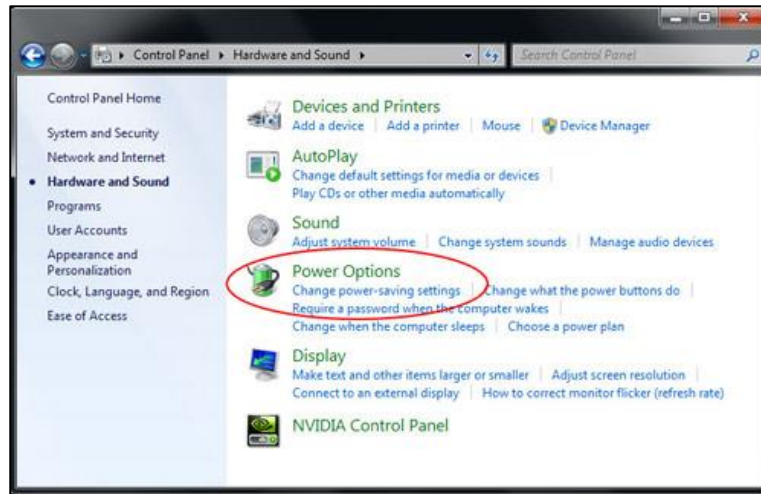 Control Panel Hardware and Sound Search Control Panel
Control Panel Home
System and Security
Network and Internet
Hardware and Sound
Programs
User Accounts
Appearance and
Personalization
Clock, Language, and Region
Ease of Access
Devices and Printers
Add a device Add a printer Mouse Device Manager
AutoPlay
Change default settings for media or devices
Play CDs or other media automatically
Sound
Adjust system volume Change system sounds Manage audio devices
Power Options
Change power-saving settings Change what the power buttons do
Require a password when the computer wakes
Change when the computer sleeps Choose a power plan
Display
Make text and other items larger or smaller Adjust screen resolution
Connect to an external display How to correct monitor flicker (refresh rate)
NVIDIA Control Panel